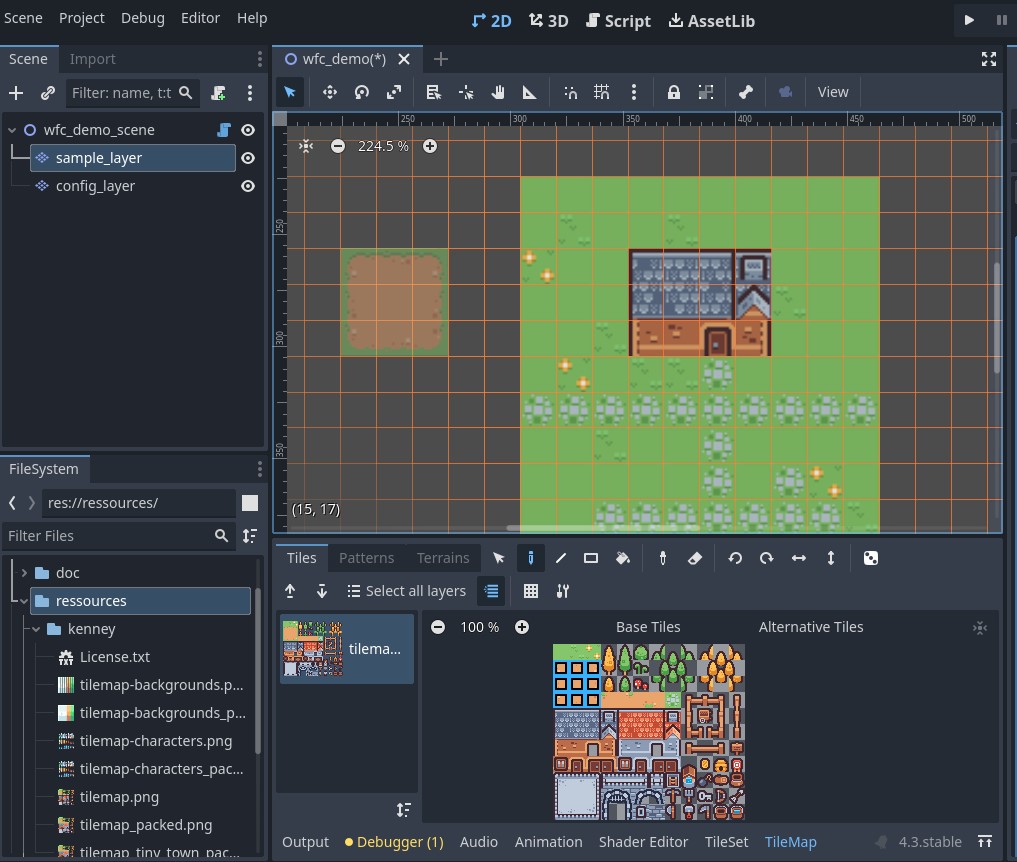 Scene Project Debug Editor Help 2D 3D Script AssetLib
Scene Import wfc_demo(*)
Filter: name, t:t View
250 300 350 400 450 500
wfc_demo_scene
sample_layer 224.5 %
config_layer
250
300
350
FileSystem
res://ressources/ (15, 17)
Filter Files
Tiles Patterns Terrains
doc
Select all layers
ressources
kenney 100 % Base Tiles Alternative Tiles
tilema...
License.txt
tilemap-backgrounds.p...
tilemap-backgrounds_p...
tilemap-characters.png
tilemap-characters_pac...
tilemap.png
tilemap_packed.png
tilemap_tiny_town_pac...
Output Debugger (1) Audio Animation Shader Editor TileSet TileMap 4.3.stable